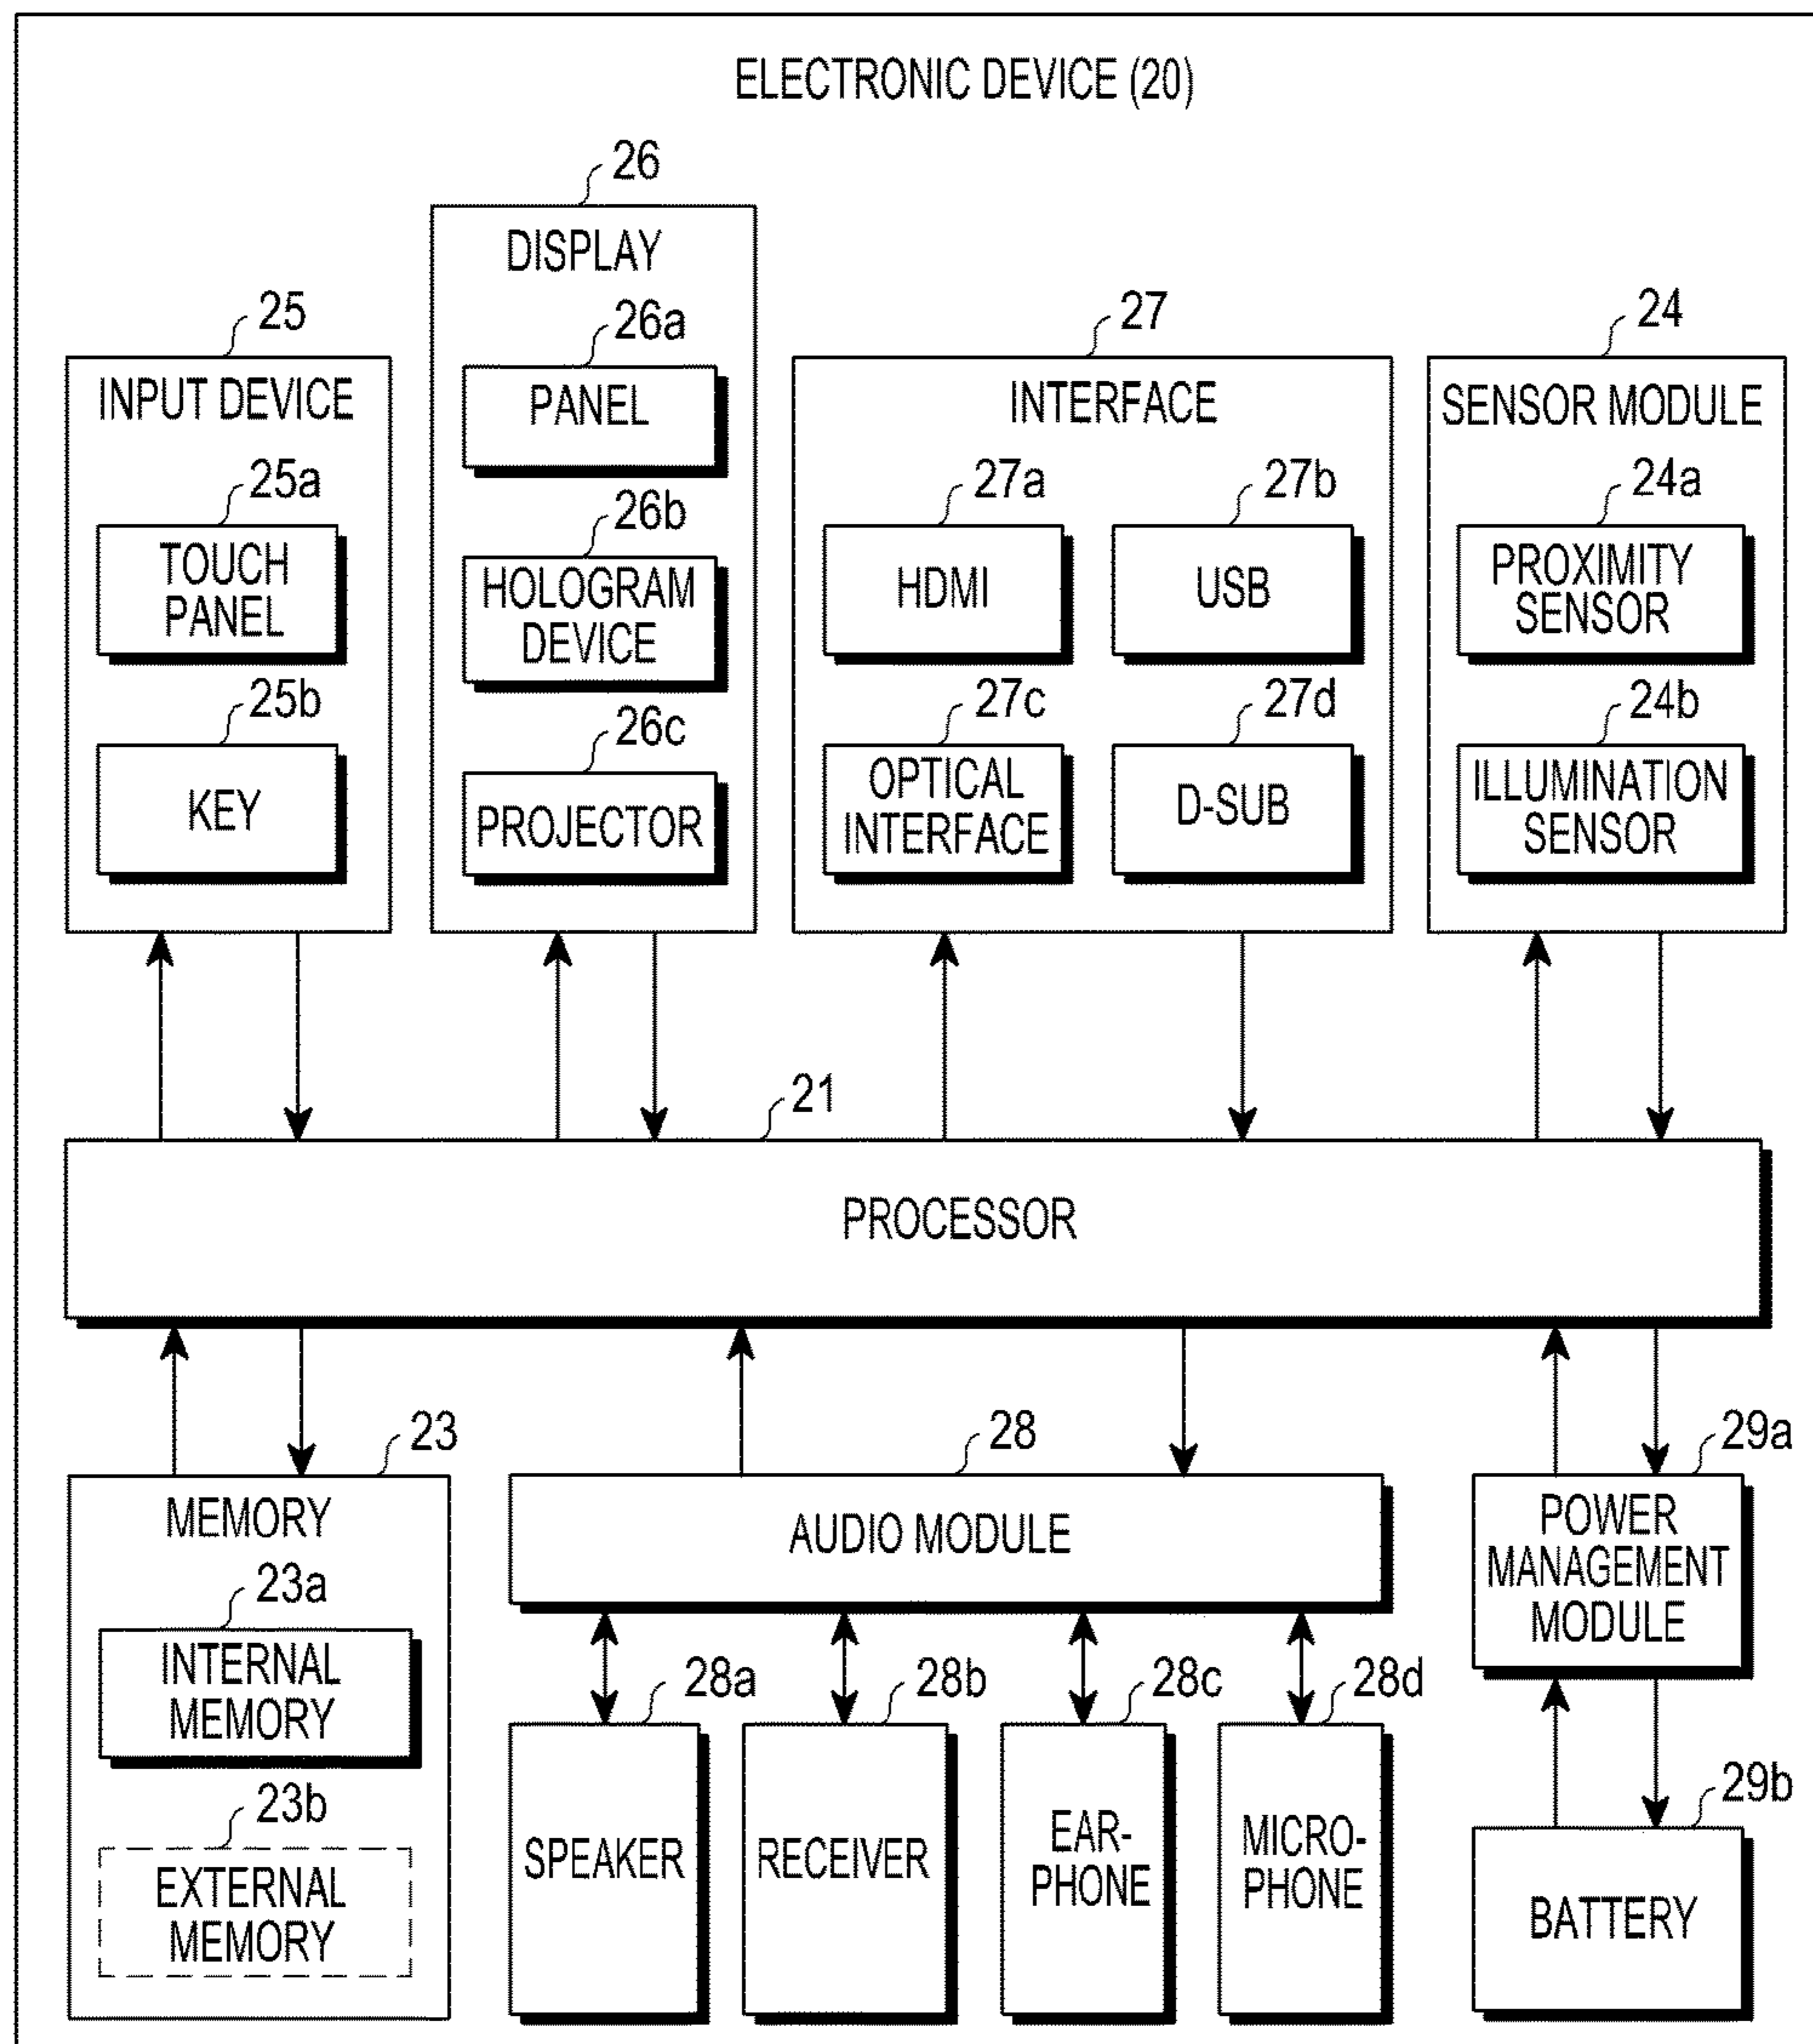 ELECTRONIC DEVICE (20)
25
INPUT DEVICE
25a
TOUCH
PANEL
25b
KEY
26
DISPLAY
26a
PANEL
26b
HOLOGRAM
DEVICE
26c
PROJECTOR
27
INTERFACE
27a
HDMI
27b
USB
27c
OPTICAL
INTERFACE
27d
D-SUB
24
SENSOR MODULE
24a
PROXIMITY
SENSOR
24b
ILLUMINATION
SENSOR
21
PROCESSOR
23
MEMORY
23a
INTERNAL
MEMORY
23b
EXTERNAL
MEMORY
28
AUDIO MODULE
28a
SPEAKER
28b
RECEIVER
28c
EAR-
PHONE
28d
MICRO-
PHONE
29a
POWER
MANAGEMENT
MODULE
29b
BATTERY